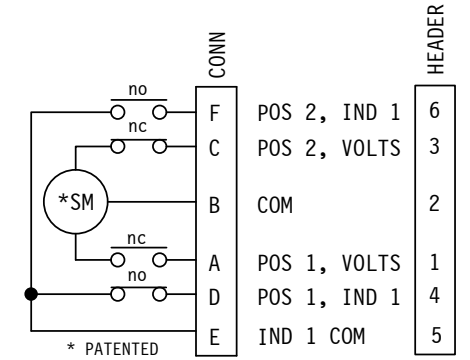 CONN
HEADER
no
F POS 2, IND 1 6
nc
C POS 2, VOLTS 3
*SM B COM 2
nc
A POS 1, VOLTS 1
no
D POS 1, IND 1 4
E IND 1 COM 5
* PATENTED